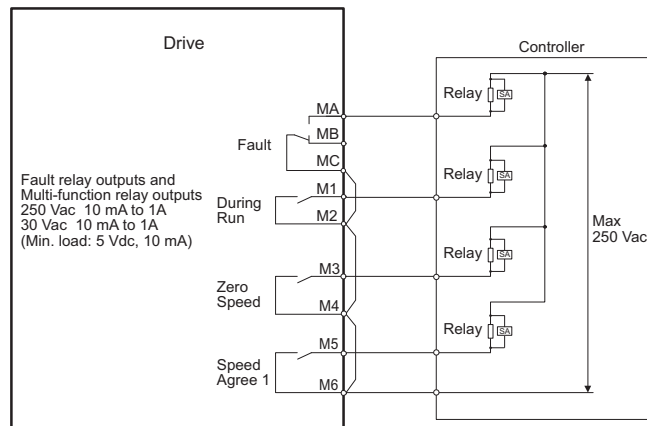 Drive
Controller
MA
Relay
SA
MB
Fault
MC
Relay
SA
Fault relay outputs and
Multi-function relay outputs
250 Vac 10 mA to 1A
30 Vac 10 mA to 1A
(Min. load: 5 Vdc, 10 mA)
During
Run
M1
M2
Max
250 Vac
Relay
SA
M3
Zero
Speed
M4
Relay
SA
M5
Speed
Agree 1
M6